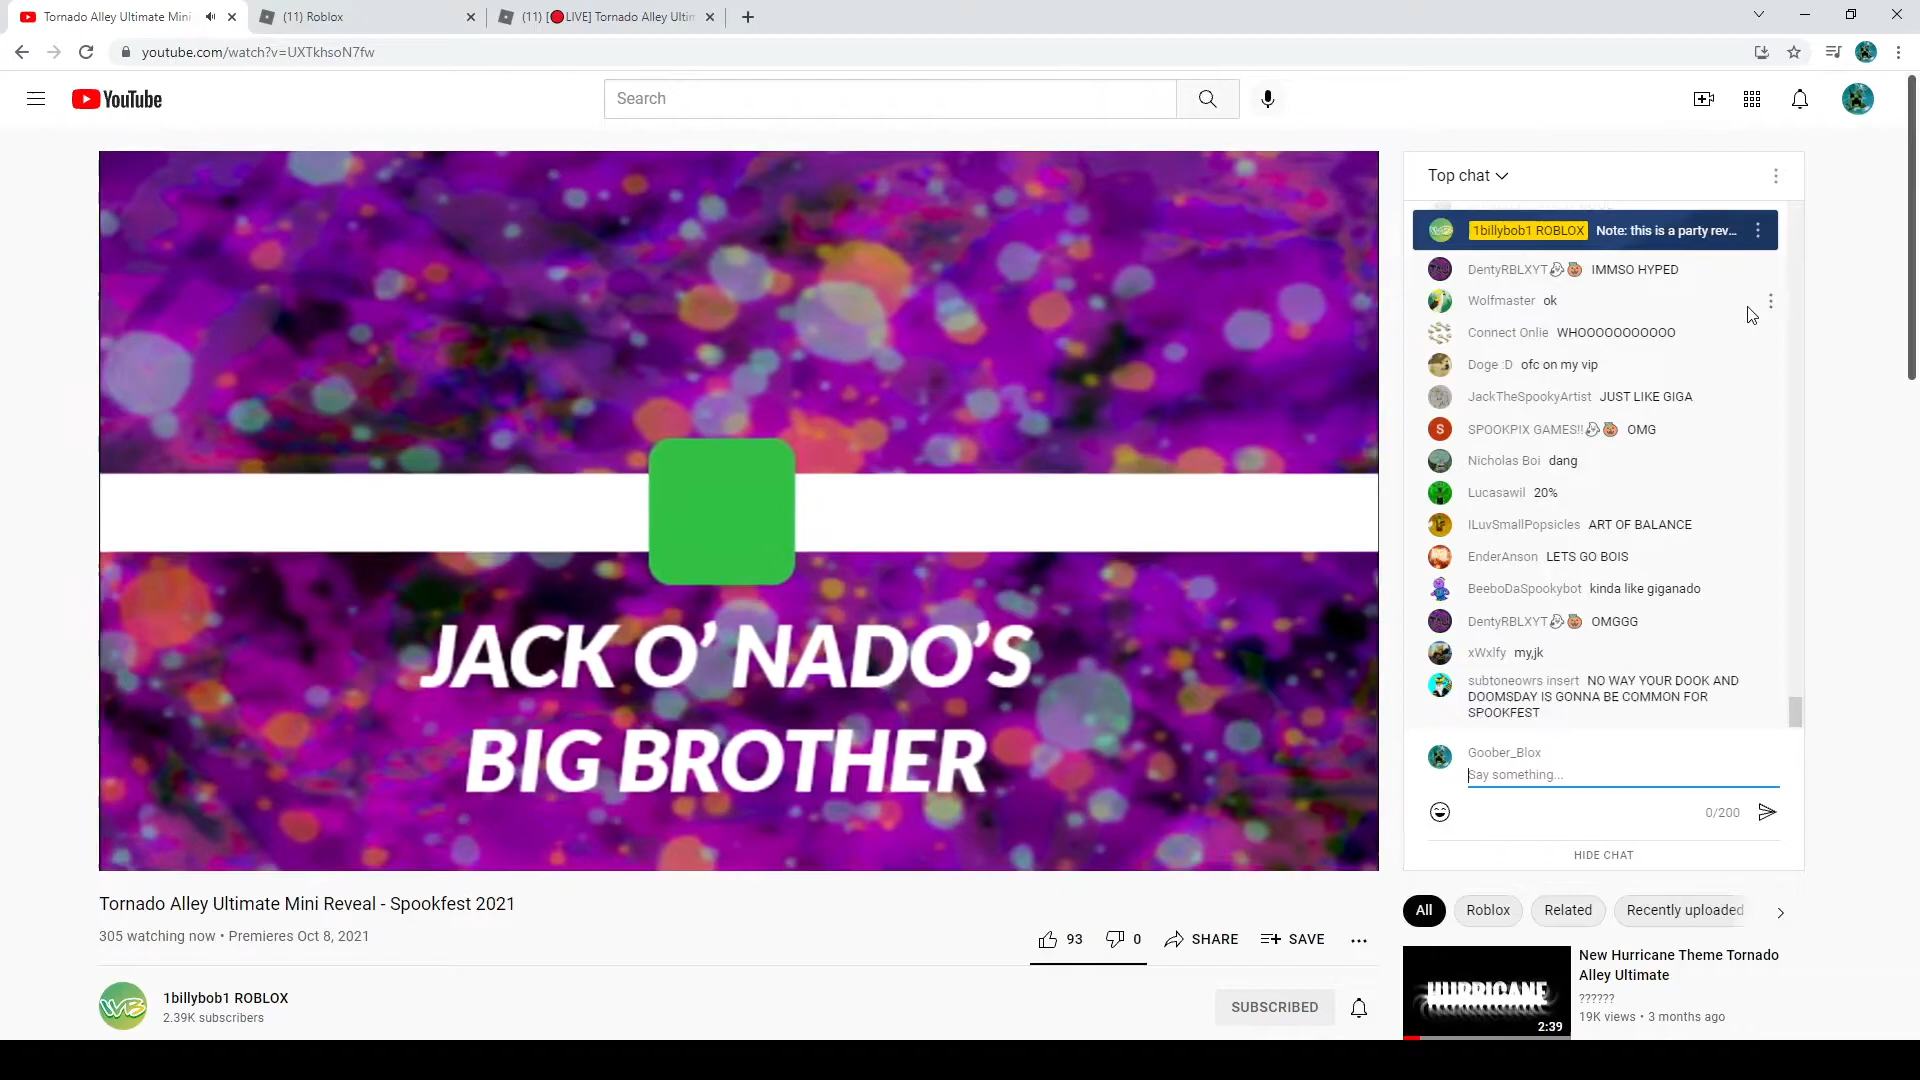 Tornado Alley Ultimate Mini
(11) Roblox
(11) [🔴LIVE] Tornado Alley Ultim
youtube.com/watch?v=UXTkhsoN7fw
YouTube
Search
Top chat
1billybob1 ROBLOX Note: this is a party rev...
DentyRBLXYT👻🎃 IMMSO HYPED
Wolfmaster ok
Connect Onlie WHOOOOOOOOOOO
Doge :D ofc on my vip
JackTheSpookyArtist JUST LIKE GIGA
S SPOOKPIX GAMES!!👻🎃 OMG
Nicholas Boi dang
Lucasawil 20%
ILuvSmallPopsicles ART OF BALANCE
EnderAnson LETS GO BOIS
BeeboDaSpookybot kinda like giganado
DentyRBLXYT👻🎃 OMGGG
xWxlfy my,jk
subtoneowrs insert NO WAY YOUR DOOK AND
DOOMSDAY IS GONNA BE COMMON FOR
SPOOKFEST
Goober_Blox
Say something...
0/200
HIDE CHAT
JACK O' NADO'S
BIG BROTHER
Tornado Alley Ultimate Mini Reveal - Spookfest 2021
305 watching now • Premieres Oct 8, 2021
93
0
SHARE
SAVE
WB
1billybob1 ROBLOX
2.39K subscribers
SUBSCRIBED
All
Roblox
Related
Recently uploaded
HURRICANE
2:39
New Hurricane Theme Tornado
Alley Ultimate
??????
19K views • 3 months ago